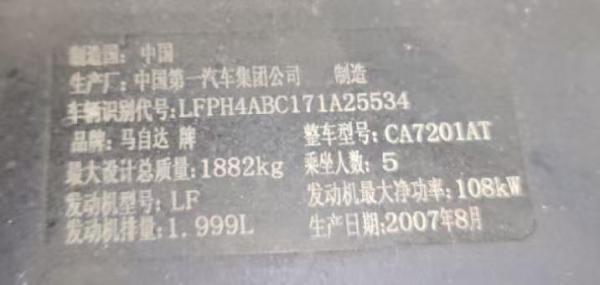 制造国: 中国
生产厂: 中国第一汽车集团公司 制造
车辆识别代号:LFPH4ABC171A25534
品牌: 马自达 牌 整车型号: CA7201AT
最大设计总质量:1882kg 乘坐人数: 5
发动机型号: LF 发动机最大净功率: 108kW
发动机排量:1.999L 生产日期:2007年8月